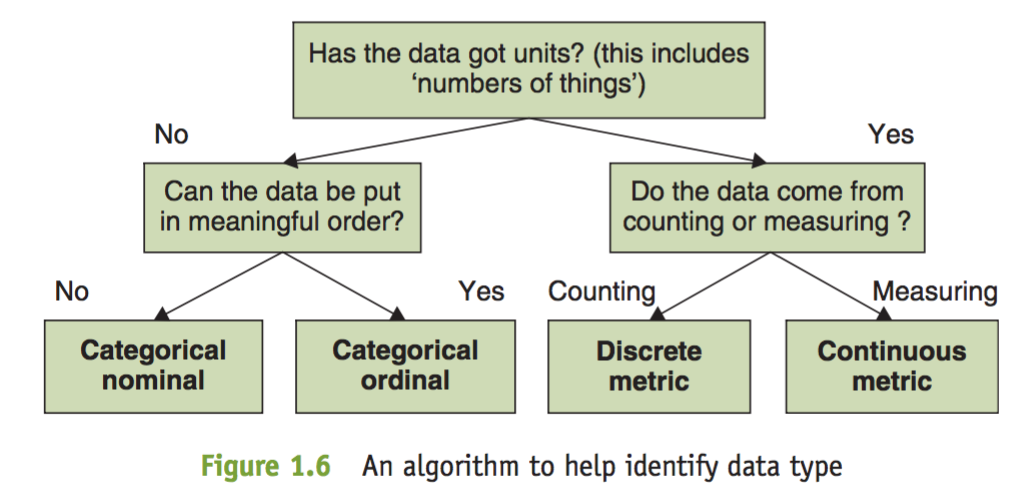 Has the data got units? (this includes
‘numbers of things’)
No
Yes
Can the data be put
in meaningful order?
Do the data come from
counting or measuring ?
No
Yes
Counting
Measuring
Categorical
nominal
Categorical
ordinal
Discrete
metric
Continuous
metric
Figure 1.6 An algorithm to help identify data type